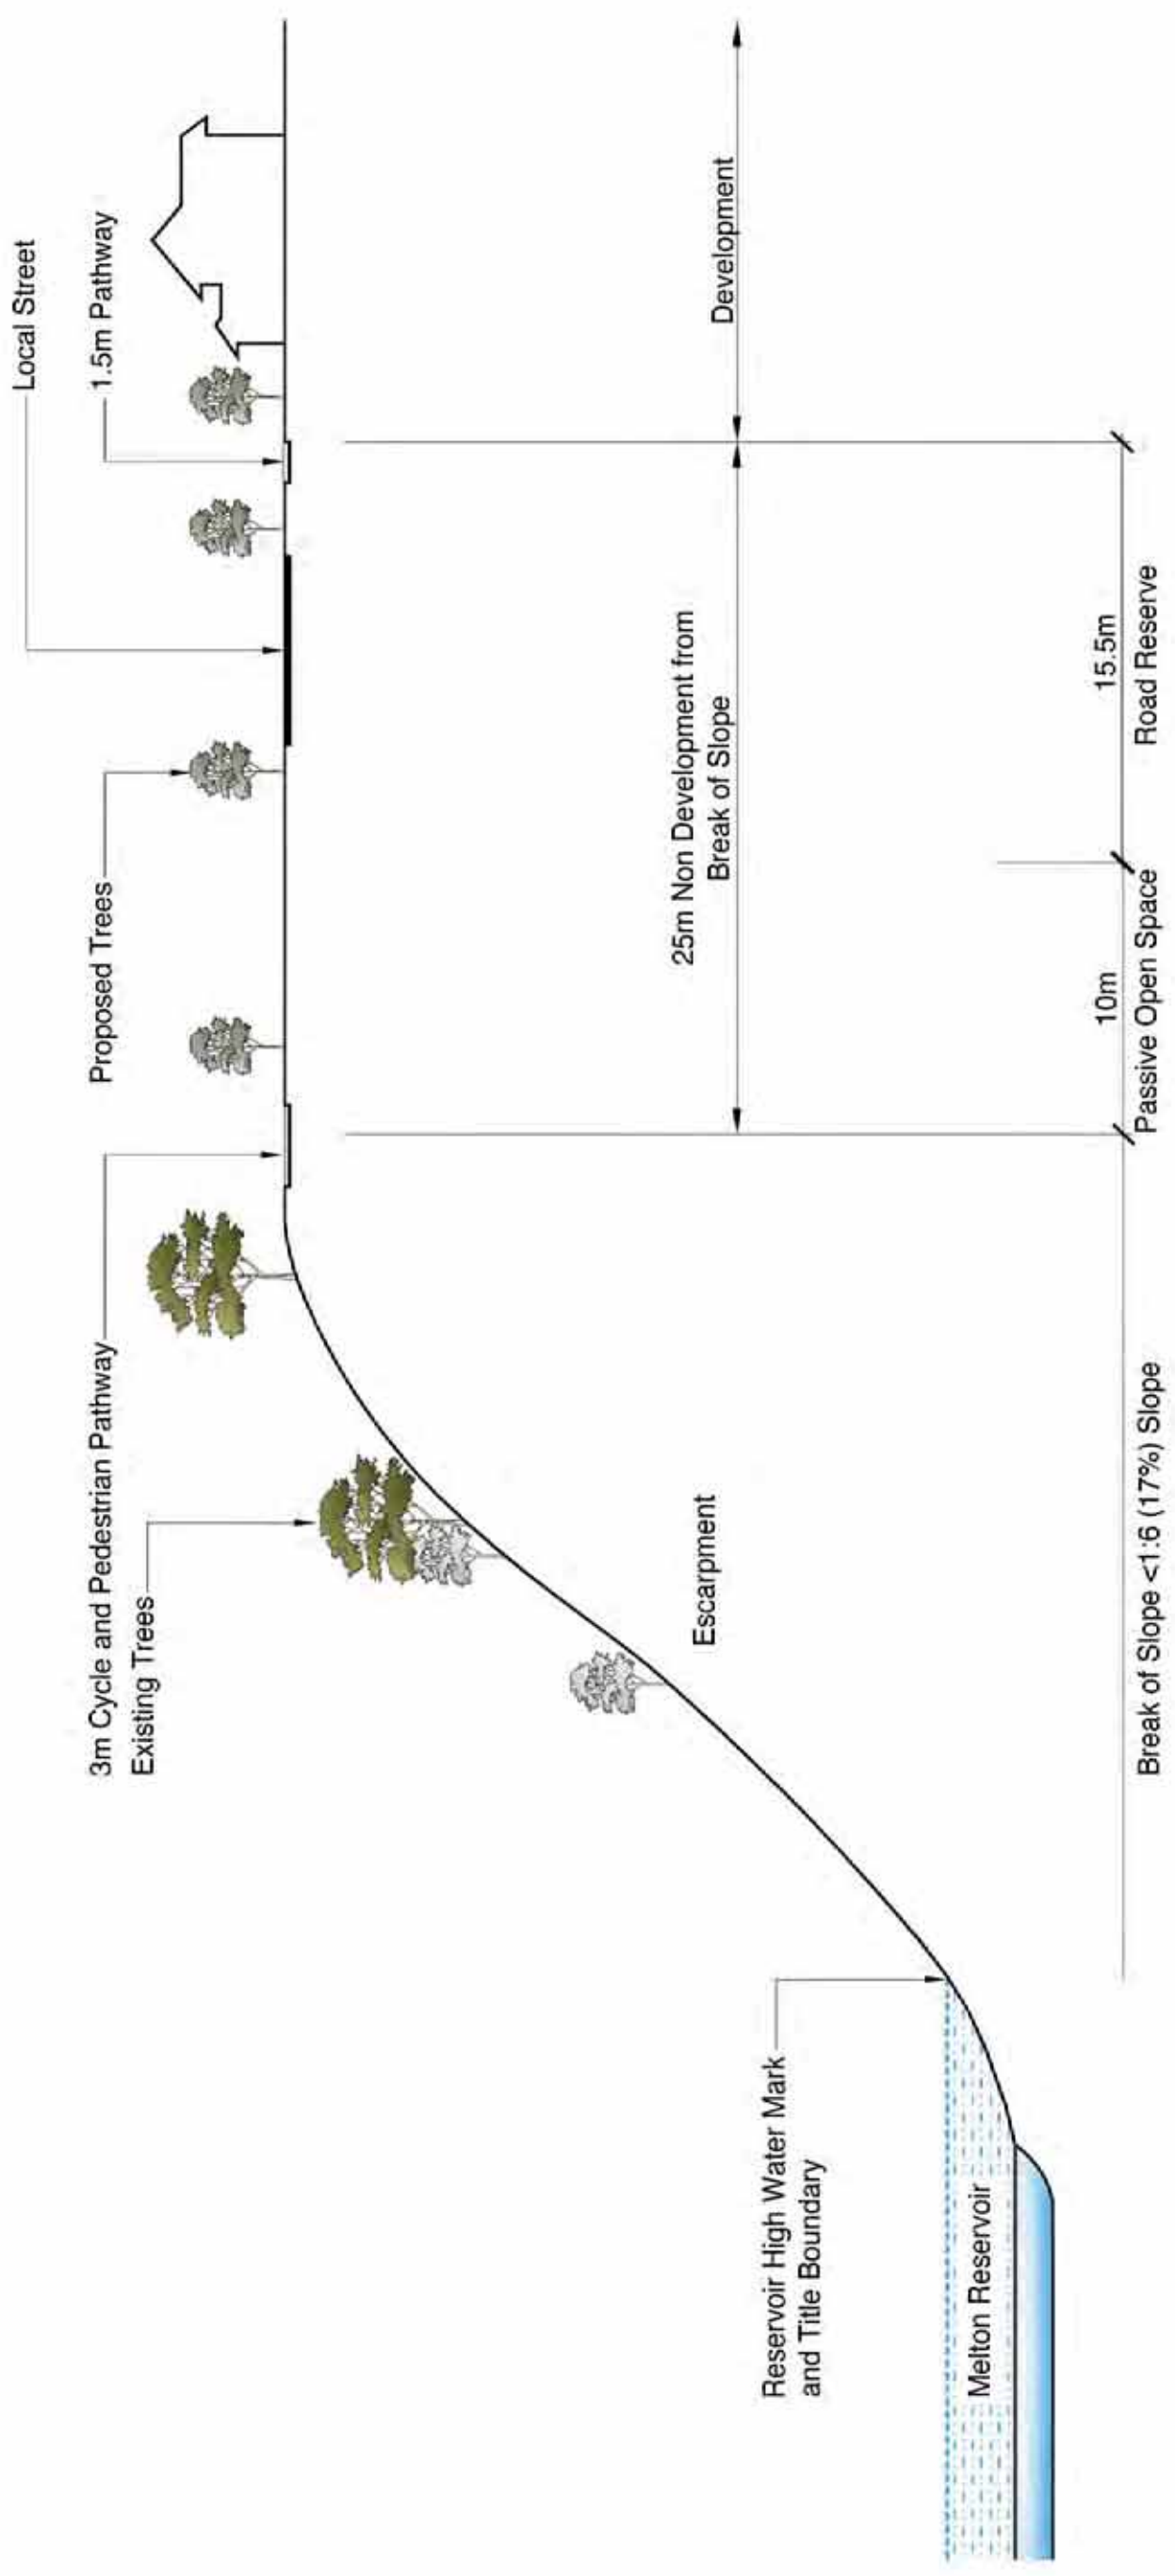 Local Street
1.5m Pathway
Proposed Trees
3m Cycle and Pedestrian Pathway
Existing Trees
25m Non Development from
Break of Slope
Development
Escarpment
Reservoir High Water Mark
and Title Boundary
Melton Reservoir
10m
15.5m
Break of Slope <1:6 (17%) Slope
Passive Open Space
Road Reserve